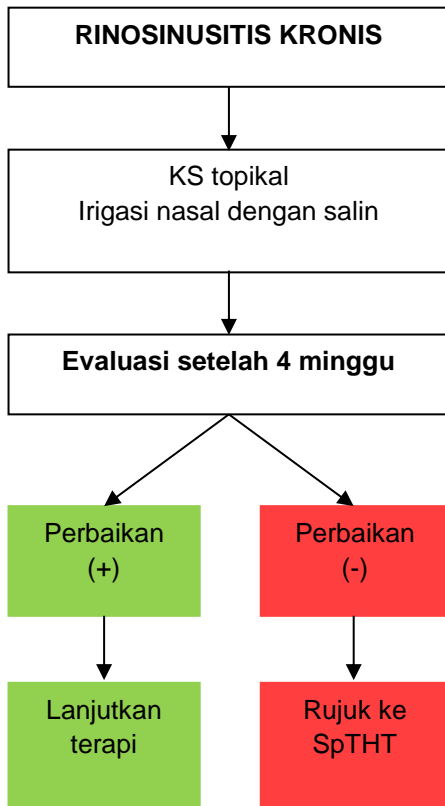 RINOSINUSITIS KRONIS
KS topikal
Irigasi nasal dengan salin
Evaluasi setelah 4 minggu
Perbaikan
(+)
Perbaikan
(-)
Lanjutkan
terapi
Rujuk ke
SpTHT